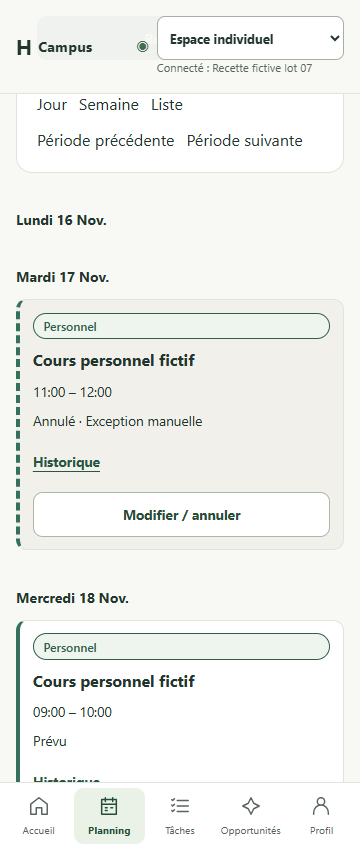 H Campus
Espace individuel
Connecté : Recette fictive lot 07
Jour Semaine Liste
Période précédente Période suivante
Lundi 16 Nov.
Mardi 17 Nov.
Personnel
Cours personnel fictif
11:00 – 12:00
Annulé · Exception manuelle
Historique
Modifier / annuler
Mercredi 18 Nov.
Personnel
Cours personnel fictif
09:00 – 10:00
Prévu
Historique
Accueil Planning Tâches Opportunités Profil